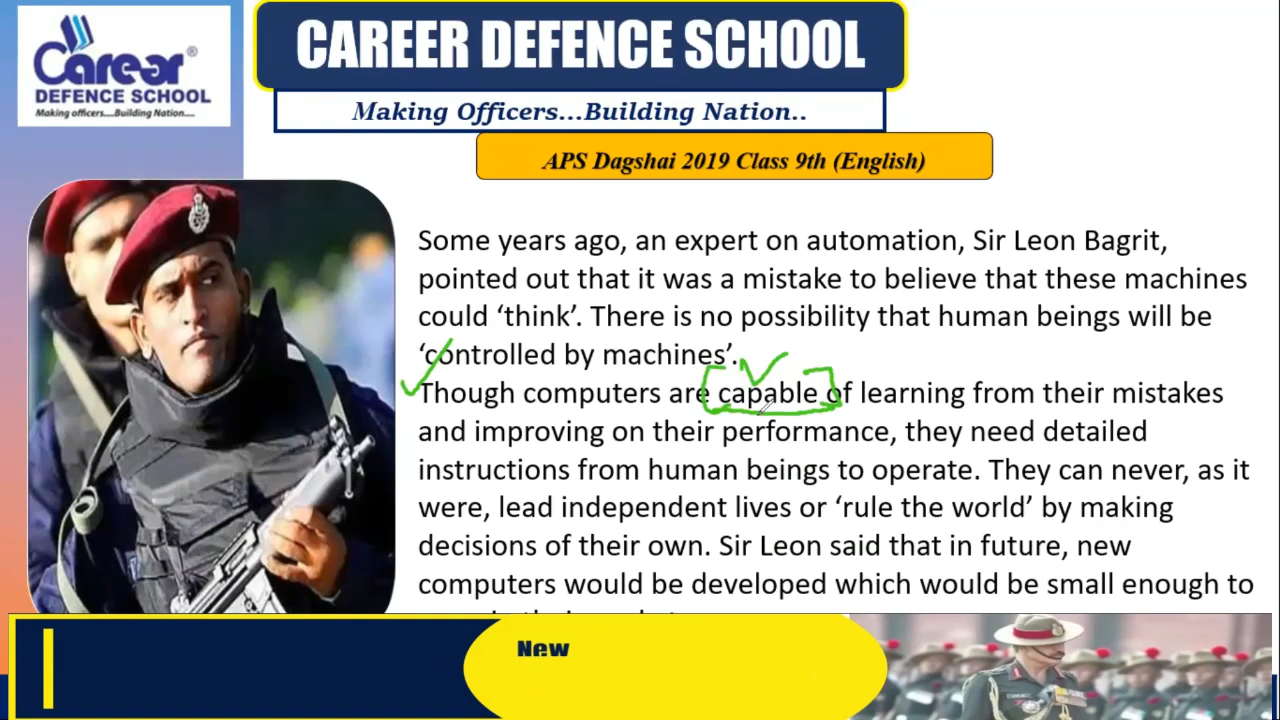 Career®
DEFENCE SCHOOL
Making officers....Building Nation....
CAREER DEFENCE SCHOOL
Making Officers...Building Nation..
APS Dagshai 2019 Class 9th (English)
Some years ago, an expert on automation, Sir Leon Bagrit,
pointed out that it was a mistake to believe that these machines
could ‘think’. There is no possibility that human beings will be
‘controlled by machines’.
Though computers are capable of learning from their mistakes
and improving on their performance, they need detailed
instructions from human beings to operate. They can never, as it
were, lead independent lives or ‘rule the world’ by making
decisions of their own. Sir Leon said that in future, new
computers would be developed which would be small enough to
New